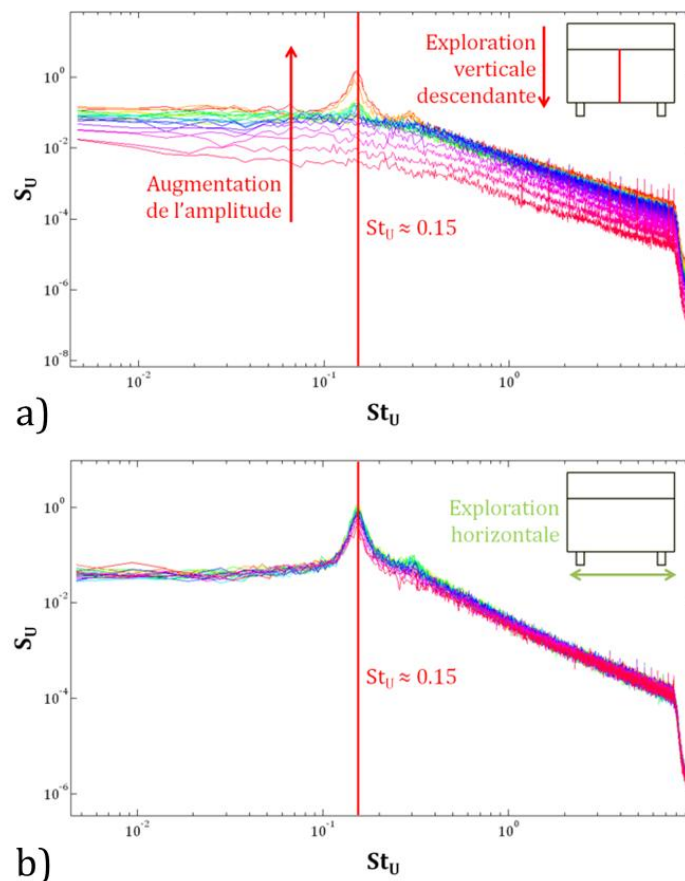 Exploration
verticale
descendante
Augmentation
de l'amplitude
St_U ≈ 0.15
S_U
10^0
10^-2
10^-4
10^-6
10^-8
10^-2
10^-1
10^0
St_U
a)
Exploration
horizontale
St_U ≈ 0.15
S_U
10^0
10^-2
10^-4
10^-6
10^-2
10^-1
10^0
St_U
b)